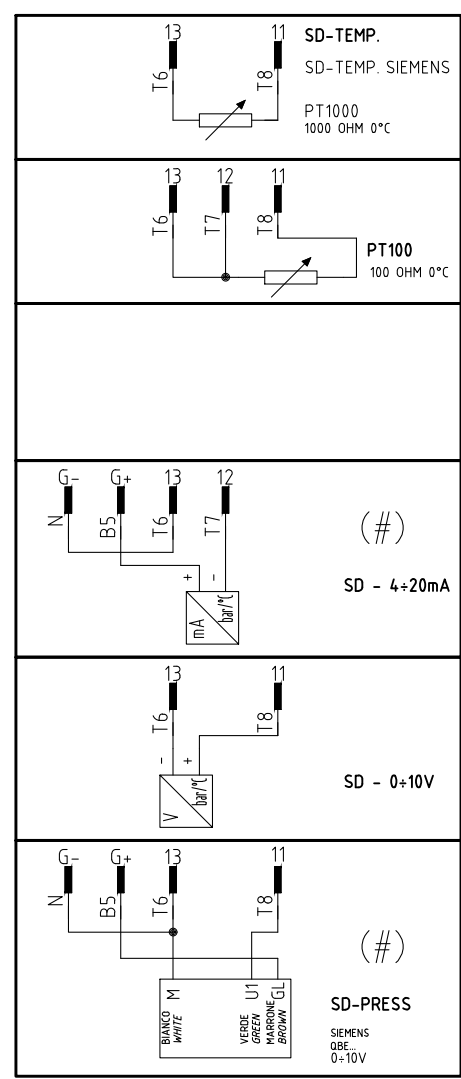 13 11 SD-TEMP.
T6 T8 SD-TEMP. SIEMENS
PT1000
1000 OHM 0°C
13 12 11
T6 T7 T8
PT100
100 OHM 0°C
G- G+ 13 12
N B5 T6 T7
(#)
+ -
SD - 4÷20mA
mA bar/°C
13 11
T6 T8
- +
SD - 0÷10V
V bar/°C
G- G+ 13 11
N B5 T6 T8
(#)
M U1 GL
BIANCO
WHITE
VERDE
GREEN
MARRONE
BROWN
SD-PRESS
SIEMENS
QBE...
0÷10V